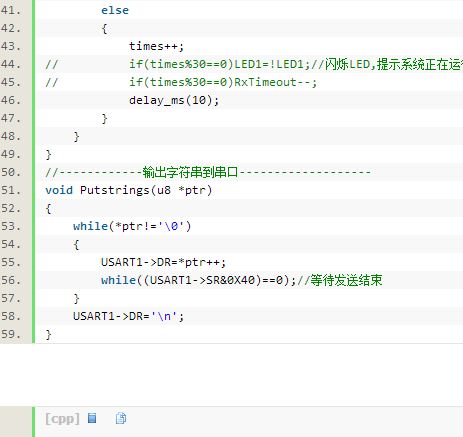 41. else
42. {
43. times++;
44. // if(times%30==0)LED1=!LED1;//闪烁LED,提示系统正在运
45. // if(times%30==0)RxTimeout--;
46. delay_ms(10);
47. }
48. }
49. }
50. //------------输出字符串到串口-------------------
51. void Putstrings(u8 *ptr)
52. {
53. while(*ptr!='\0')
54. {
55. USART1->DR=*ptr++;
56. while((USART1->SR&0X40)==0);//等待发送结束
57. }
58. USART1->DR='\n';
59. }
[cpp]